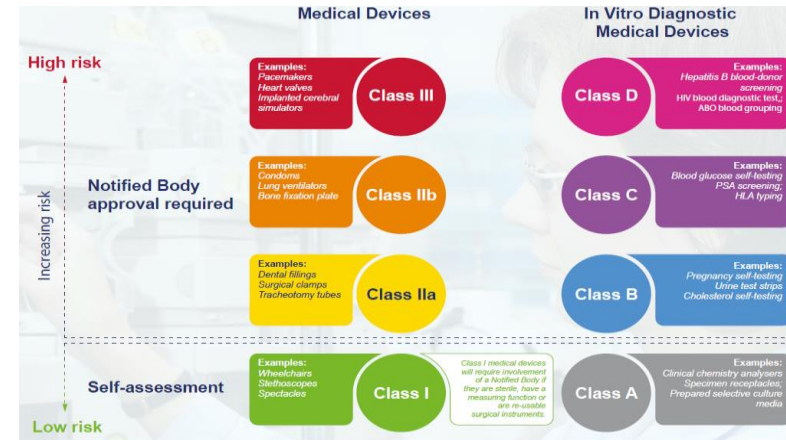 Medical Devices
In Vitro Diagnostic
Medical Devices
High risk
Increasing risk
Notified Body
approval required
Self-assessment
Low risk
Examples:
Pacemakers
Heart valves
Implanted cerebral
simulators
Class III
Examples:
Hepatitis B blood-donor
screening
HIV blood diagnostic test,;
ABO blood grouping
Class D
Examples:
Condoms
Lung ventilators
Bone fixation plate
Class IIb
Examples:
Blood glucose self-testing
PSA screening;
HLA typing
Class C
Examples:
Dental fillings
Surgical clamps
Tracheotomy tubes
Class IIa
Examples:
Pregnancy self-testing
Urine test strips
Cholesterol self-testing
Class B
Examples:
Wheelchairs
Stethoscopes
Spectacles
Class I
Class I medical devices
will require involvement
of a Notified Body if
they are sterile, have a
measuring function or
are re-usable
surgical instruments.
Examples:
Clinical chemistry analysers
Specimen receptacles;
Prepared selective culture
media
Class A